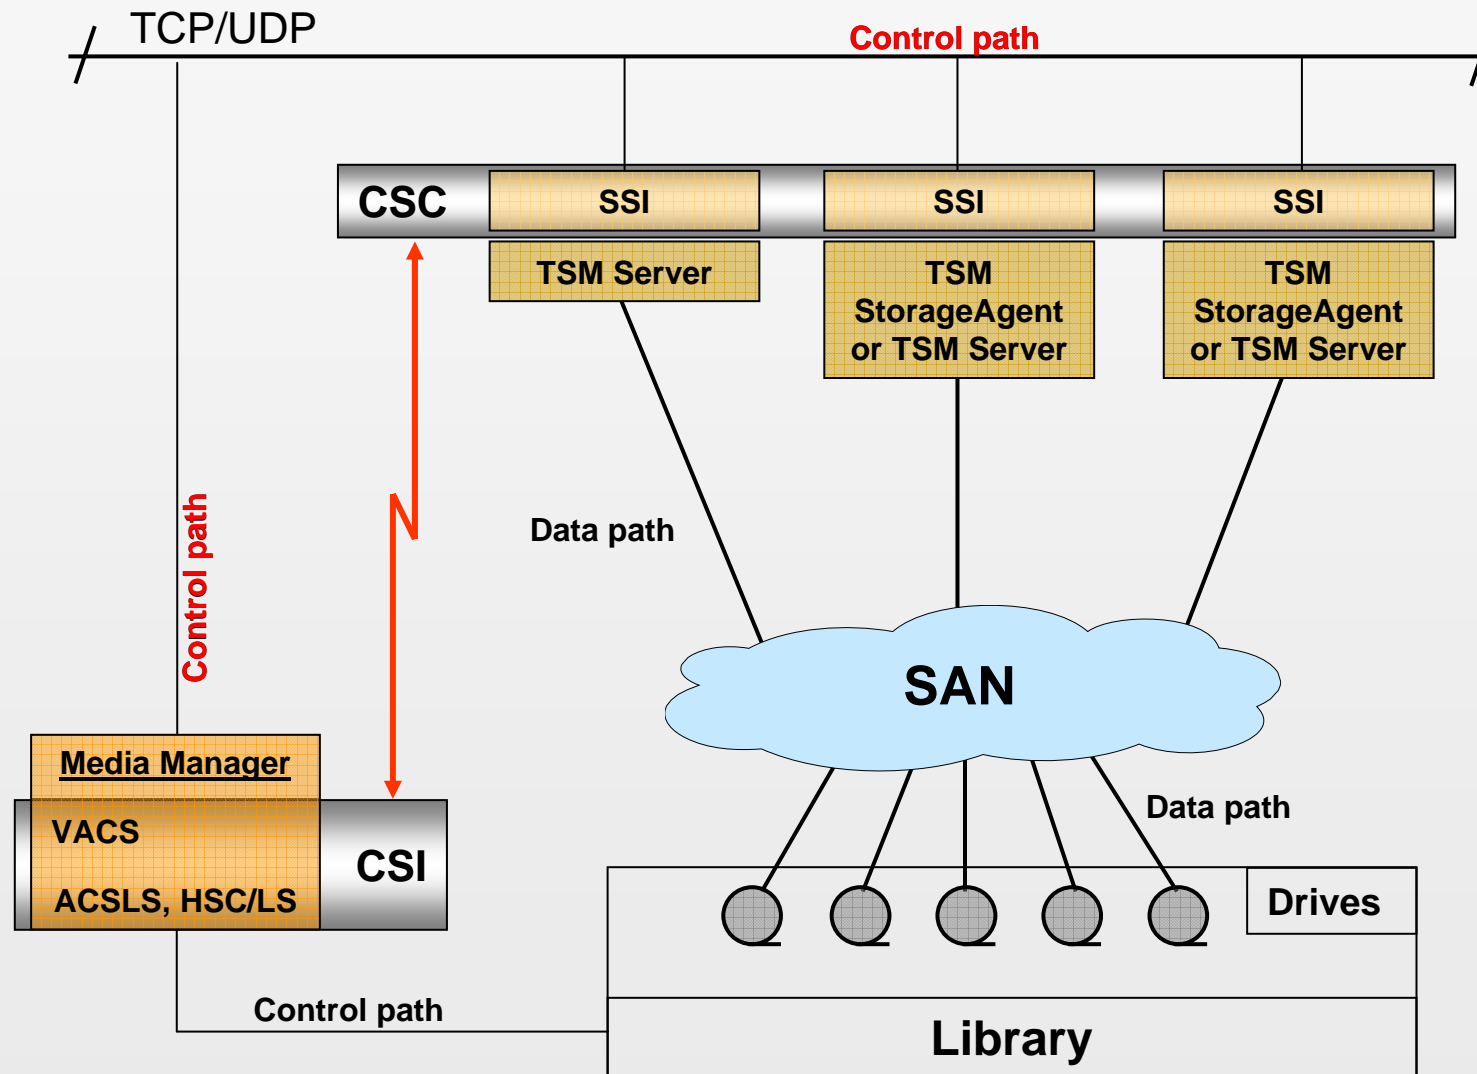 TCP/UDP
Control path
CSC
SSI
SSI
SSI
TSM Server
TSM
StorageAgent
or TSM Server
TSM
StorageAgent
or TSM Server
Data path
Control path
SAN
Media Manager
VACS
ACSLS, HSC/LS
CSI
Data path
Drives
Control path
Library